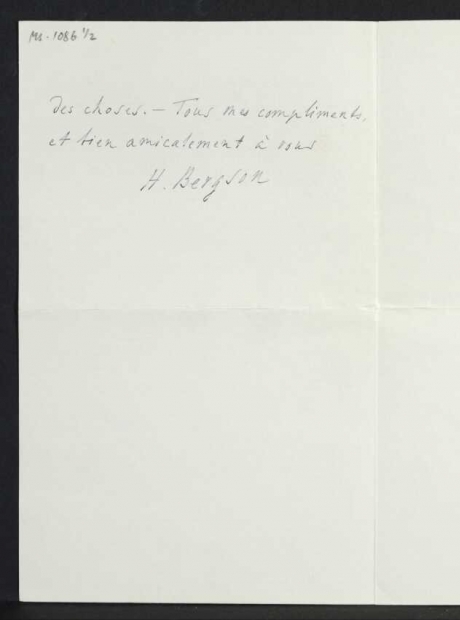 Ms. 1086 1/2
des choses. — Tous mes compliments,
et bien amicalement à vous
H. Bergson